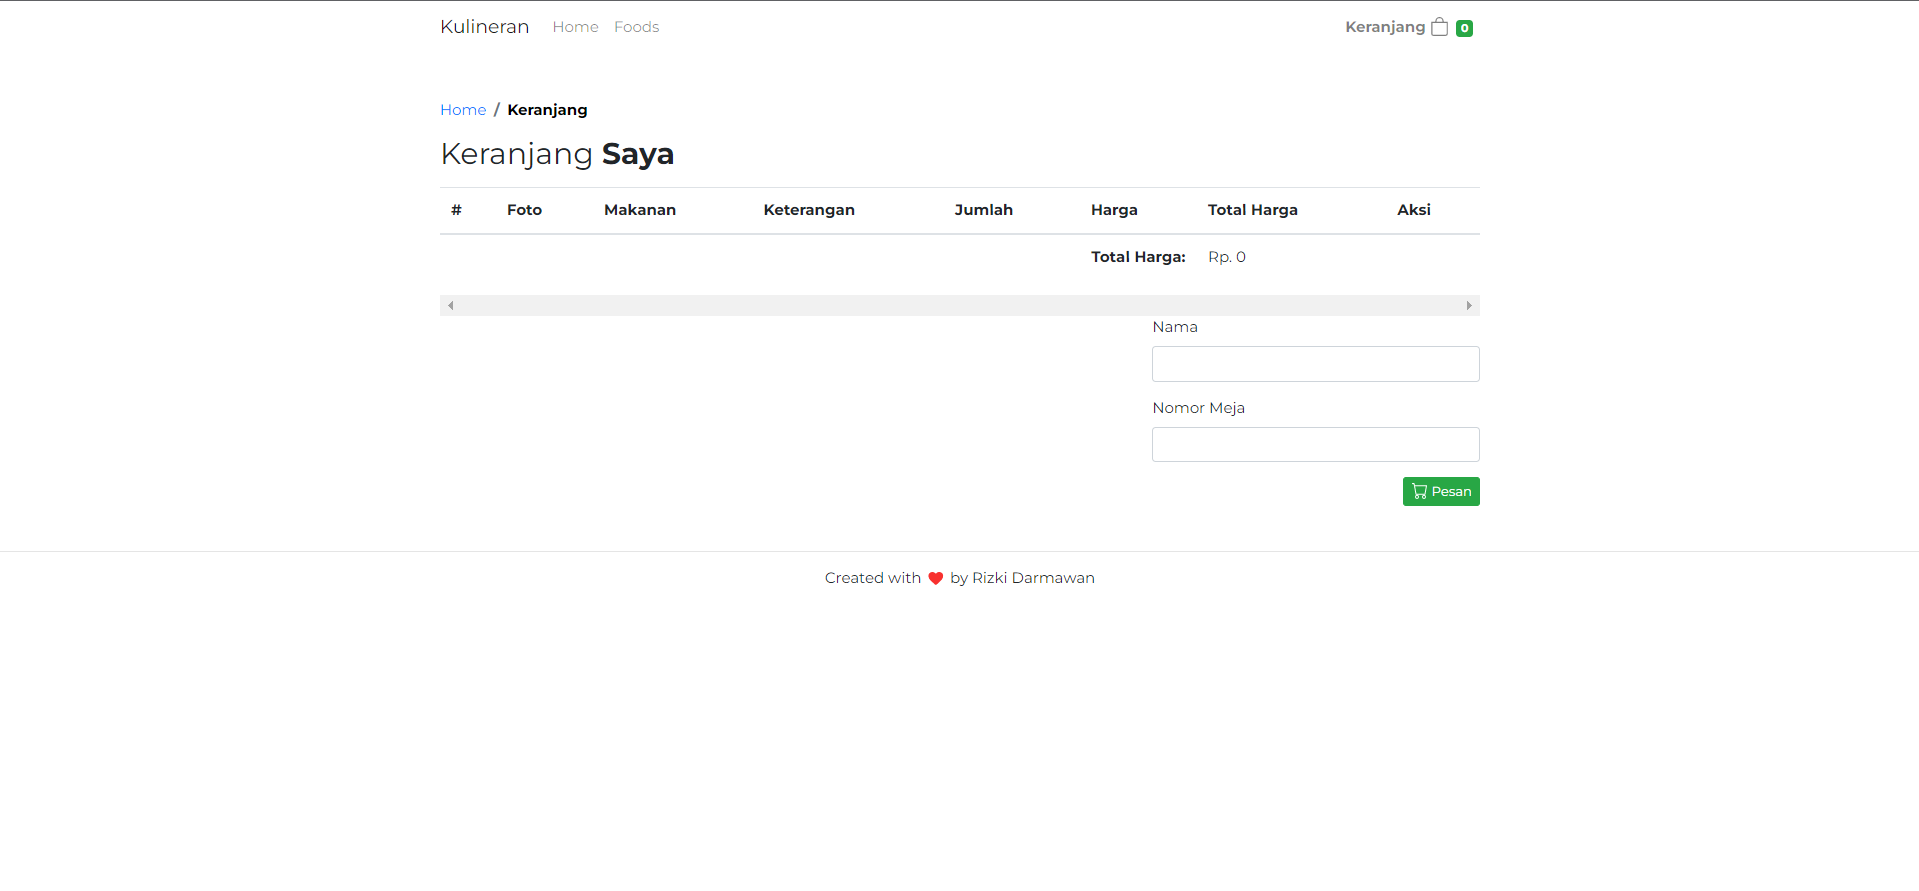 Kulineran Home Foods Keranjang 0
Home / Keranjang
Keranjang Saya
# Foto Makanan Keterangan Jumlah Harga Total Harga Aksi
Total Harga: Rp. 0
Nama
Nomor Meja
Pesan
Created with ❤ by Rizki Darmawan